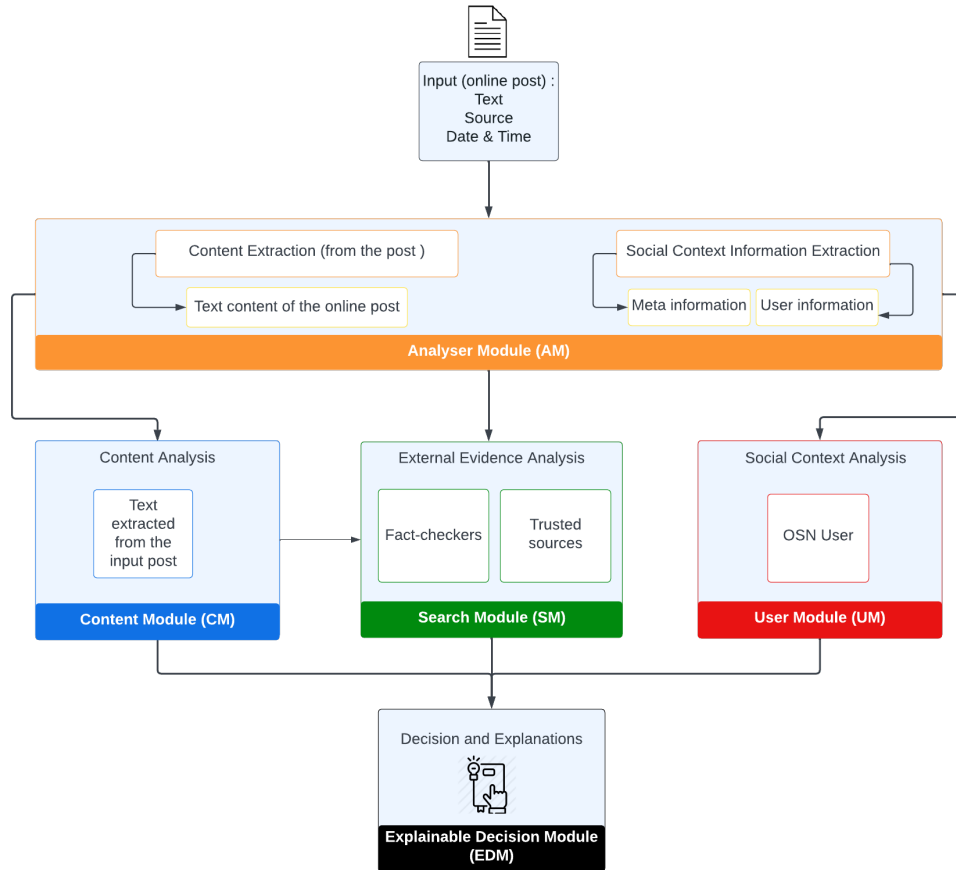 Input (online post) :
Text
Source
Date & Time
Content Extraction (from the post )
Social Context Information Extraction
Text content of the online post
Meta information
User information
Analyser Module (AM)
Content Analysis
Text
extracted
from the
input post
Content Module (CM)
External Evidence Analysis
Fact-checkers
Trusted
sources
Search Module (SM)
Social Context Analysis
OSN User
User Module (UM)
Decision and Explanations
Explainable Decision Module
(EDM)